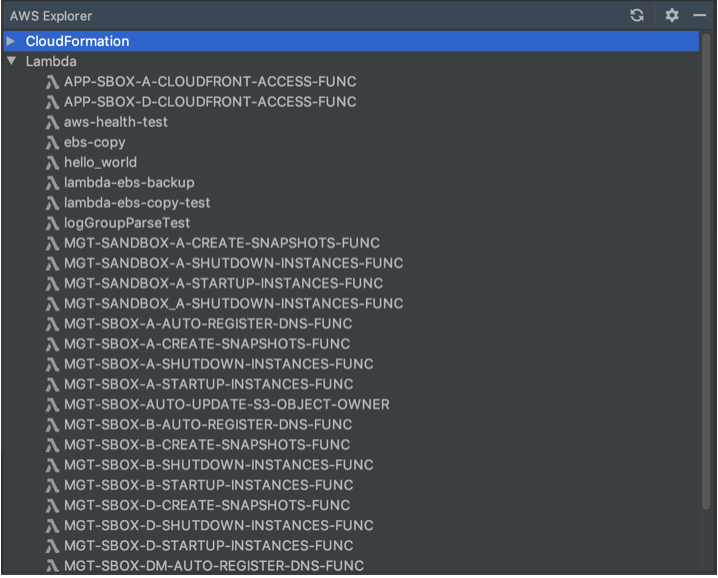 AWS Explorer
CloudFormation
Lambda
APP-SBOX-A-CLOUDFRONT-ACCESS-FUNC
APP-SBOX-D-CLOUDFRONT-ACCESS-FUNC
aws-health-test
ebs-copy
hello_world
lambda-ebs-backup
lambda-ebs-copy-test
logGroupParseTest
MGT-SANDBOX-A-CREATE-SNAPSHOTS-FUNC
MGT-SANDBOX-A-SHUTDOWN-INSTANCES-FUNC
MGT-SANDBOX-A-STARTUP-INSTANCES-FUNC
MGT-SANDBOX_A-SHUTDOWN-INSTANCES-FUNC
MGT-SBOX-A-AUTO-REGISTER-DNS-FUNC
MGT-SBOX-A-CREATE-SNAPSHOTS-FUNC
MGT-SBOX-A-SHUTDOWN-INSTANCES-FUNC
MGT-SBOX-A-STARTUP-INSTANCES-FUNC
MGT-SBOX-AUTO-UPDATE-S3-OBJECT-OWNER
MGT-SBOX-B-AUTO-REGISTER-DNS-FUNC
MGT-SBOX-B-CREATE-SNAPSHOTS-FUNC
MGT-SBOX-B-SHUTDOWN-INSTANCES-FUNC
MGT-SBOX-B-STARTUP-INSTANCES-FUNC
MGT-SBOX-D-CREATE-SNAPSHOTS-FUNC
MGT-SBOX-D-SHUTDOWN-INSTANCES-FUNC
MGT-SBOX-D-STARTUP-INSTANCES-FUNC
MGT-SBOX-DM-AUTO-REGISTER-DNS-FUNC